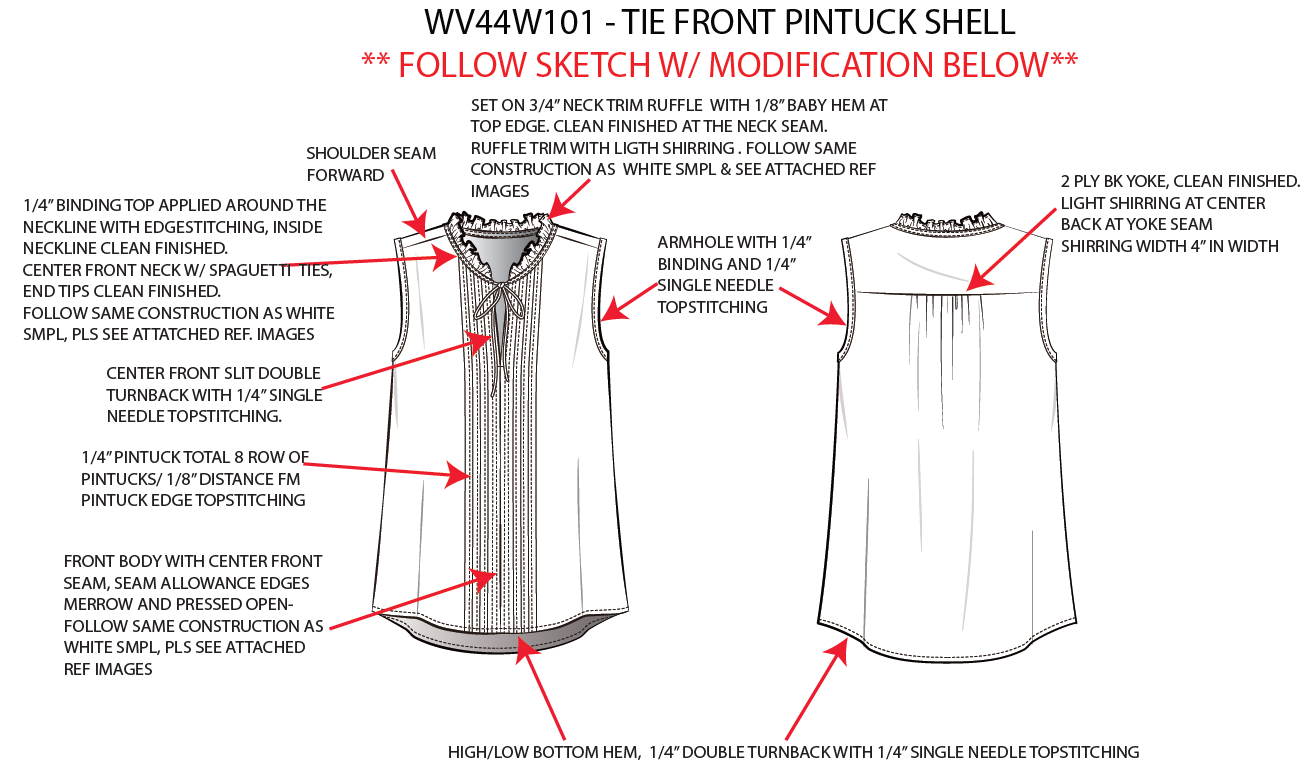 WV44W101 - TIE FRONT PINTUCK SHELL
** FOLLOW SKETCH W/ MODIFICATION BELOW**
SET ON 3/4” NECK TRIM RUFFLE WITH 1/8” BABY HEM AT
TOP EDGE. CLEAN FINISHED AT THE NECK SEAM.
RUFFLE TRIM WITH LIGTH SHIRRING . FOLLOW SAME
CONSTRUCTION AS WHITE SMPL & SEE ATTACHED REF
IMAGES
SHOULDER SEAM
FORWARD
1/4” BINDING TOP APPLIED AROUND THE
NECKLINE WITH EDGESTITCHING, INSIDE
NECKLINE CLEAN FINISHED.
CENTER FRONT NECK W/ SPAGUETTI TIES,
END TIPS CLEAN FINISHED.
FOLLOW SAME CONSTRUCTION AS WHITE
SMPL, PLS SEE ATTATCHED REF. IMAGES
2 PLY BK YOKE, CLEAN FINISHED.
LIGHT SHIRRING AT CENTER
BACK AT YOKE SEAM
SHIRRING WIDTH 4” IN WIDTH
ARMHOLE WITH 1/4”
BINDING AND 1/4”
SINGLE NEEDLE
TOPSTITCHING
CENTER FRONT SLIT DOUBLE
TURNBACK WITH 1/4” SINGLE
NEEDLE TOPSTITCHING.
1/4” PINTUCK TOTAL 8 ROW OF
PINTUCKS/ 1/8” DISTANCE FM
PINTUCK EDGE TOPSTITCHING
FRONT BODY WITH CENTER FRONT
SEAM, SEAM ALLOWANCE EDGES
MERROW AND PRESSED OPEN-
FOLLOW SAME CONSTRUCTION AS
WHITE SMPL, PLS SEE ATTACHED
REF IMAGES
HIGH/LOW BOTTOM HEM, 1/4” DOUBLE TURNBACK WITH 1/4” SINGLE NEEDLE TOPSTITCHING